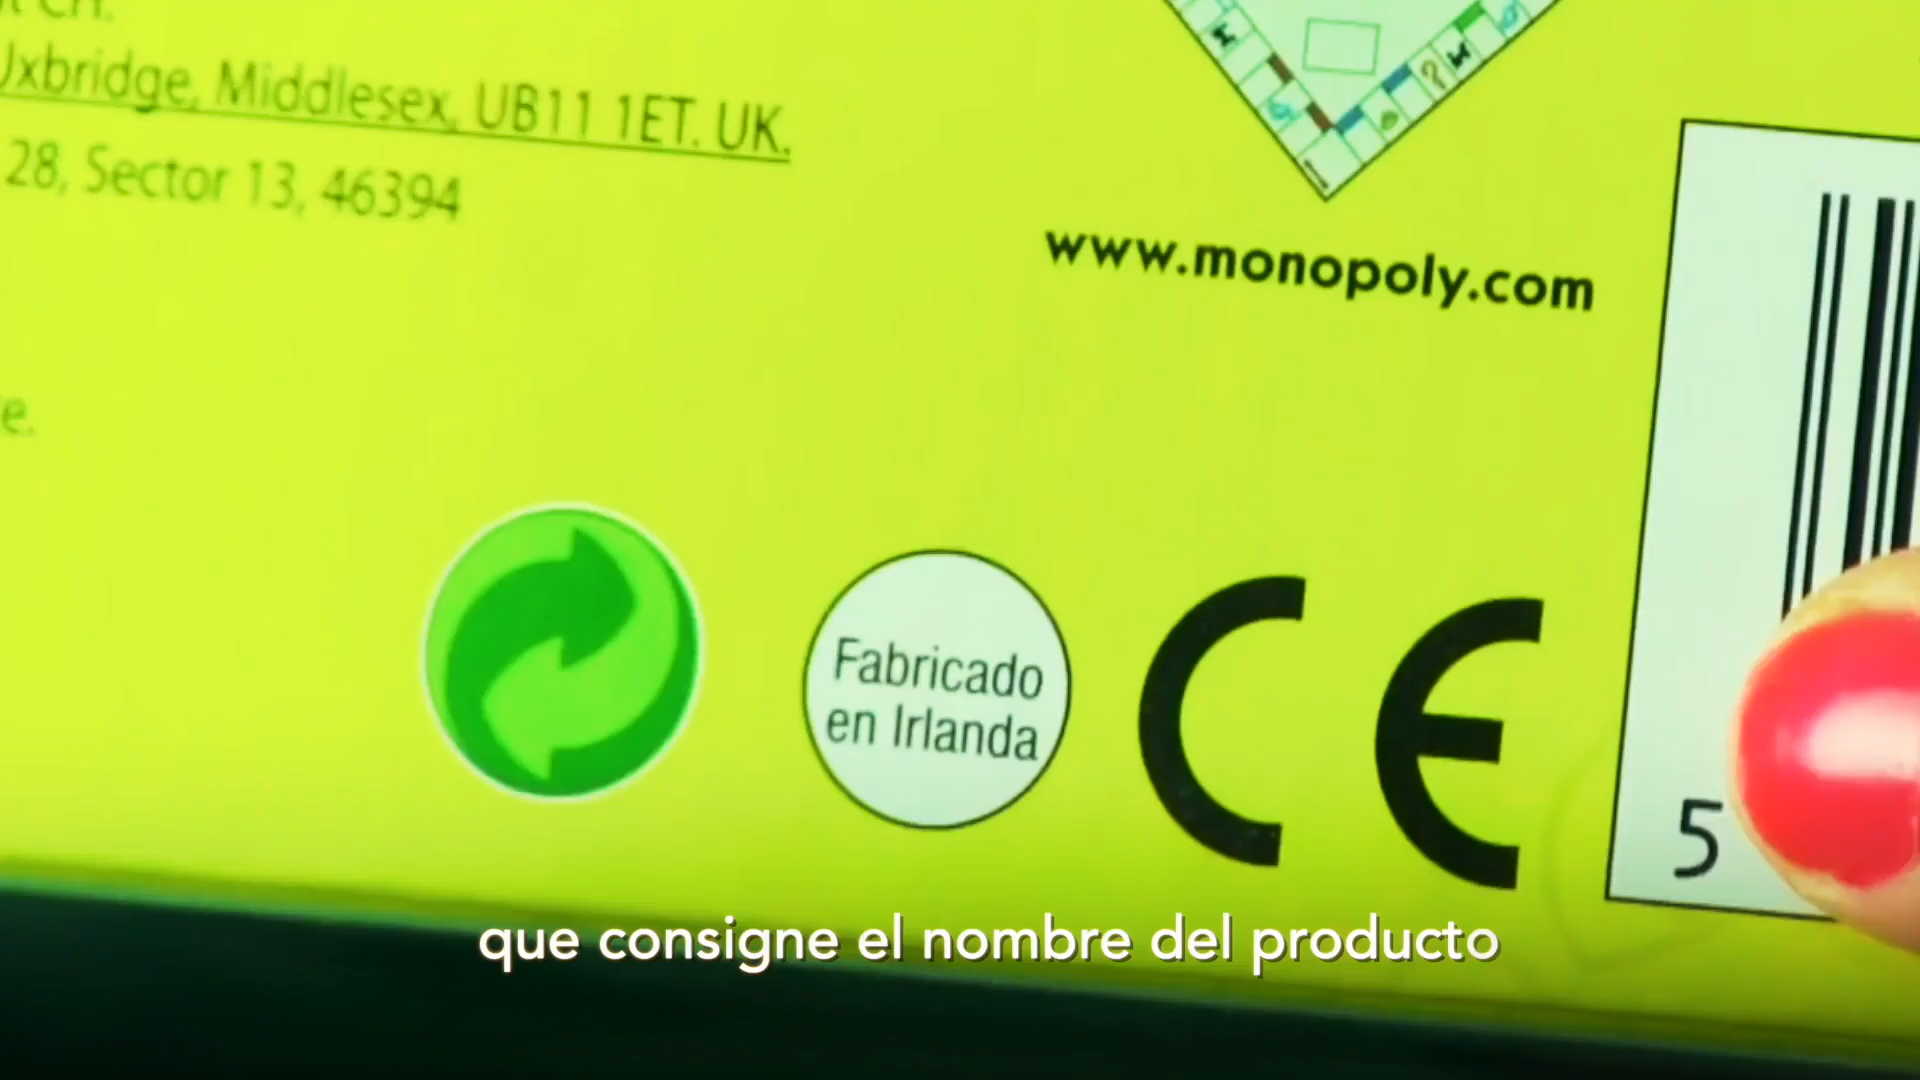 CH.
Uxbridge, Middlesex, UB11 1ET. UK.
28, Sector 13, 46394
www.monopoly.com
Fabricado
en Irlanda
CE
5
que consigne el nombre del producto